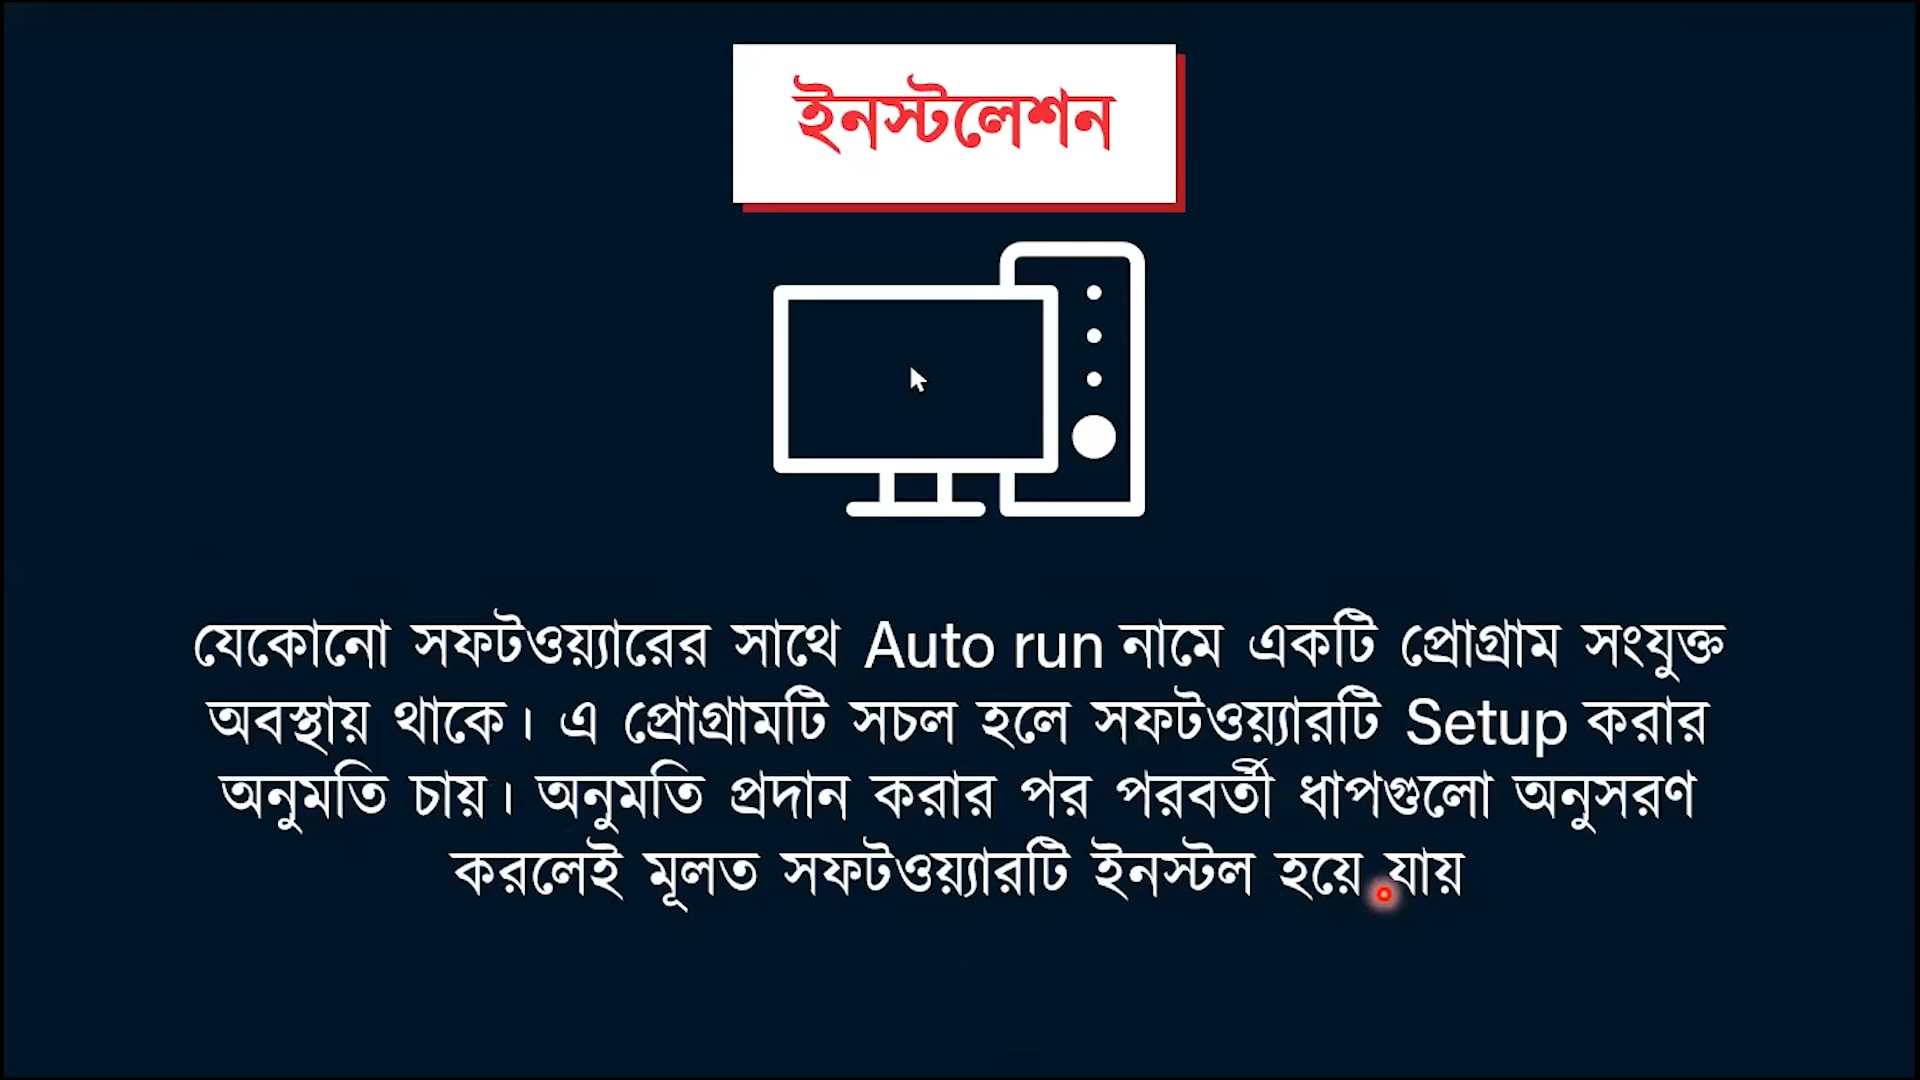 ইনস্টলেশন
যেকোনো সফটওয়্যারের সাথে Auto run নামে একটি প্রোগ্রাম সংযুক্ত
অবস্থায় থাকে। এ প্রোগ্রামটি সচল হলে সফটওয়্যারটি Setup করার
অনুমতি চায়। অনুমতি প্রদান করার পর পরবর্তী ধাপগুলো অনুসরণ
করলেই মূলত সফটওয়্যারটি ইনস্টল হয়ে যায়